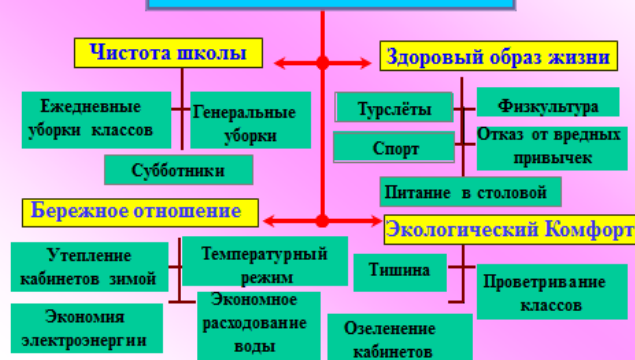 Чистота школы
Здоровый образ жизни
Ежедневные
уборки классов
Генеральные
уборки
Субботники
Турслёты
Физкультура
Спорт
Отказ от вредных
привычек
Питание в столовой
Бережное отношение
Экологический Комфорт
Утепление
кабинетов зимой
Температурный
режим
Экономия
электроэнергии
Экономное
расходование
воды
Тишина
Проветривание
классов
Озеленение
кабинетов